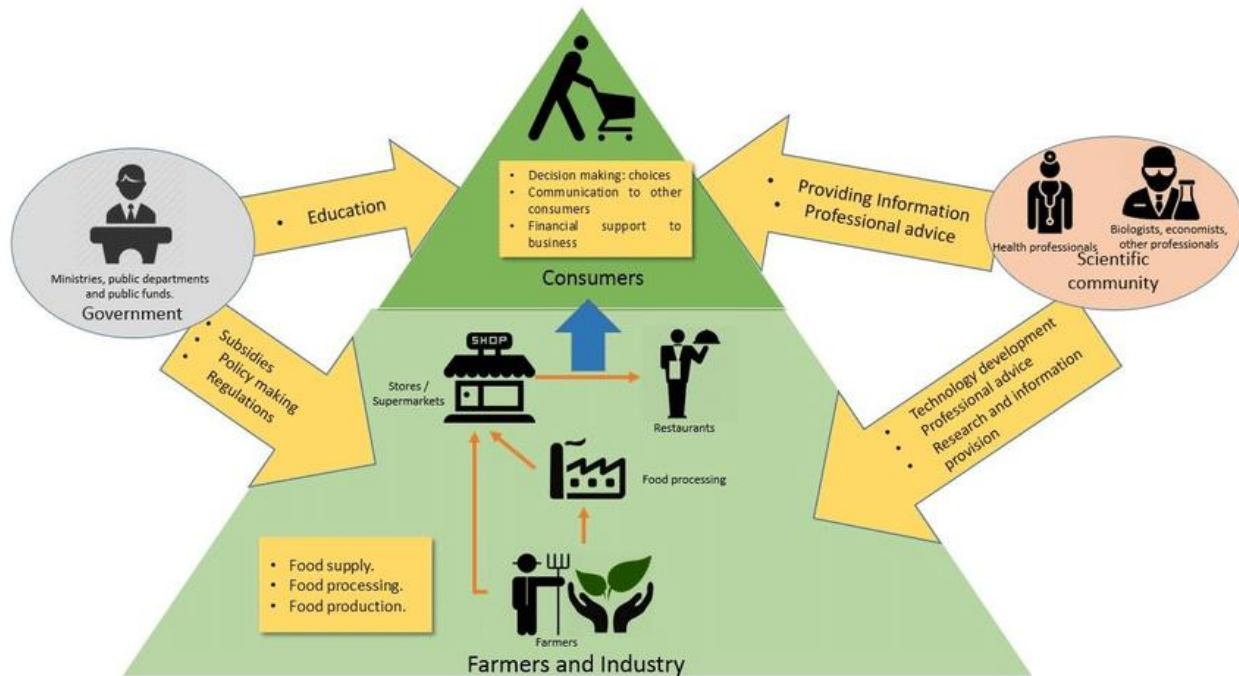 • Decision making: choices
• Communication to other
consumers
• Financial support to
business
Consumers
• Education
Ministries, public departments
and public funds.
Government
• Subsidies
• Policy making
• Regulations
• Providing Information
• Professional advice
Health professionals
Biologists, economists,
other professionals
Scientific
community
• Technology development
• Professional advice
• Research and information
provision
SHOP
Stores /
Supermarkets
Restaurants
Food processing
• Food supply.
• Food processing.
• Food production.
Farmers
Farmers and Industry